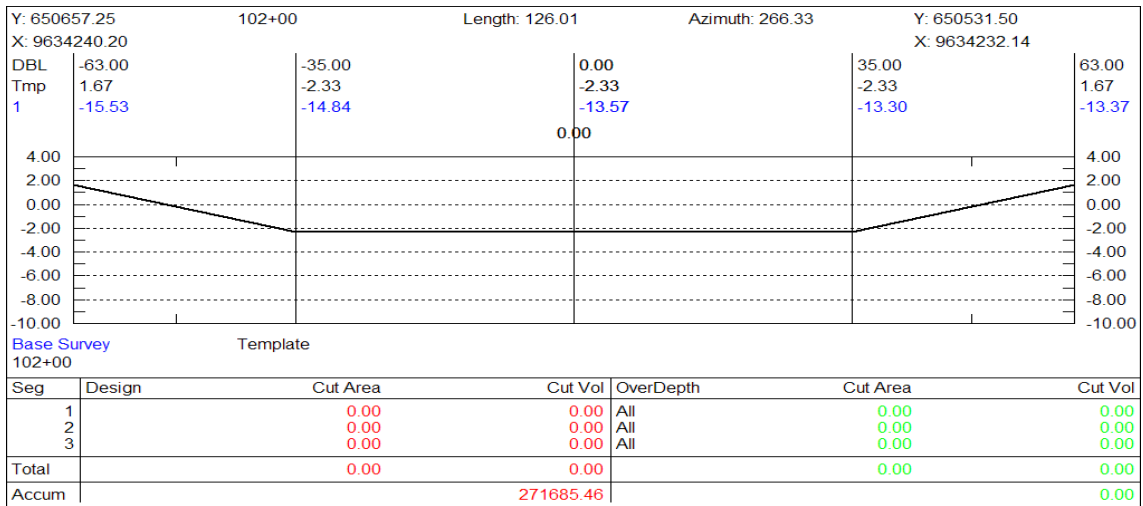 Y: 650657.25 102+00 Length: 126.01 Azimuth: 266.33 Y: 650531.50
X: 9634240.20 X: 9634232.14
DBL -63.00 -35.00 0.00 35.00 63.00
Tmp 1.67 -2.33 -2.33 -2.33 1.67
1 -15.53 -14.84 -13.57 -13.30 -13.37
0.00
4.00 4.00
2.00 2.00
0.00 0.00
-2.00 -2.00
-4.00 -4.00
-6.00 -6.00
-8.00 -8.00
-10.00 -10.00
Base Survey Template
102+00
Seg Design Cut Area Cut Vol OverDepth Cut Area Cut Vol
1 0.00 0.00 All 0.00 0.00
2 0.00 0.00 All 0.00 0.00
3 0.00 0.00 All 0.00 0.00
Total 0.00 0.00 0.00 0.00
Accum 271685.46 0.00